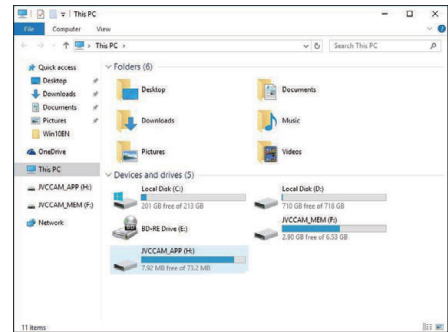 This PC
File Computer View
This PC Search This PC
Quick access
Desktop
Downloads
Documents
Pictures
Win10EN
OneDrive
This PC
JVCCAM_APP (H:)
JVCCAM_MEM (F:)
Network
Folders (6)
Desktop
Documents
Downloads
Music
Pictures
Videos
Devices and drives (5)
Local Disk (C:)
201 GB free of 213 GB
Local Disk (D:)
710 GB free of 718 GB
BD-RE Drive (E:)
JVCCAM_MEM (F:)
2.90 GB free of 6.53 GB
JVCCAM_APP (H:)
7.92 MB free of 73.2 MB
11 items